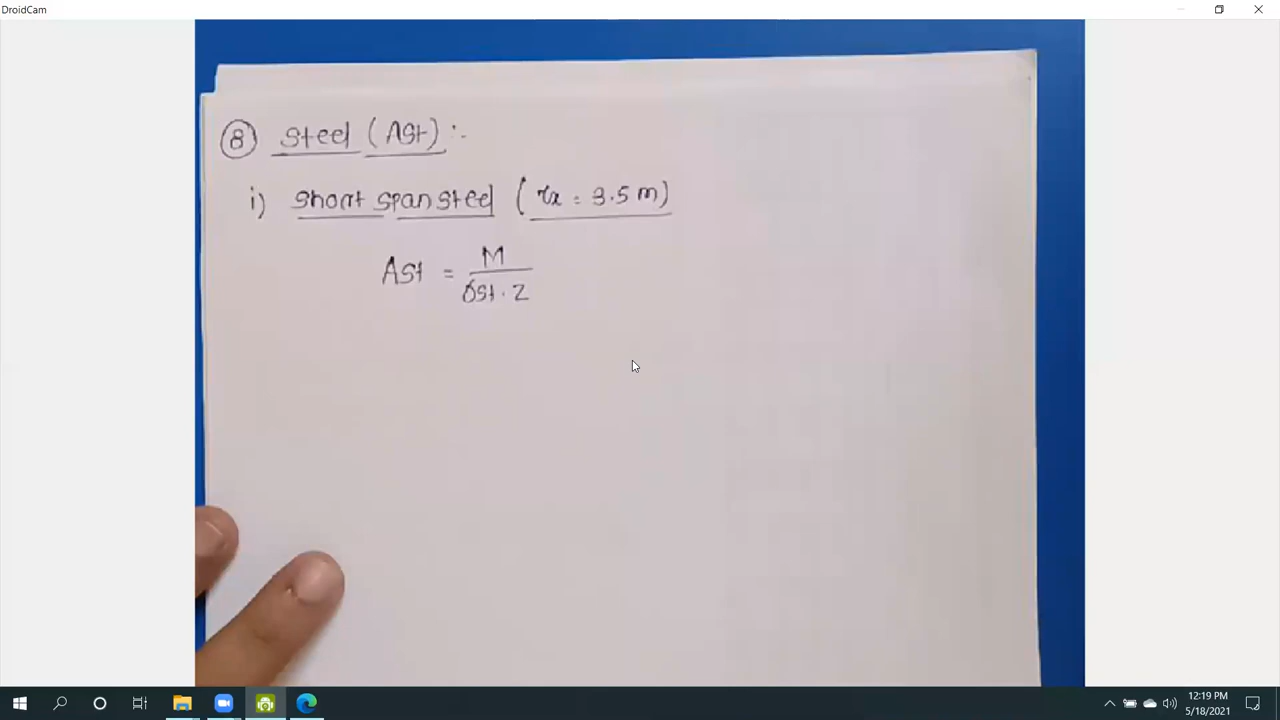 DroidCam
8 Steel (Ast) :-
i) Short span steel ( lx = 3.5 m)
Ast = M / σst · Z
12:19 PM
5/18/2021